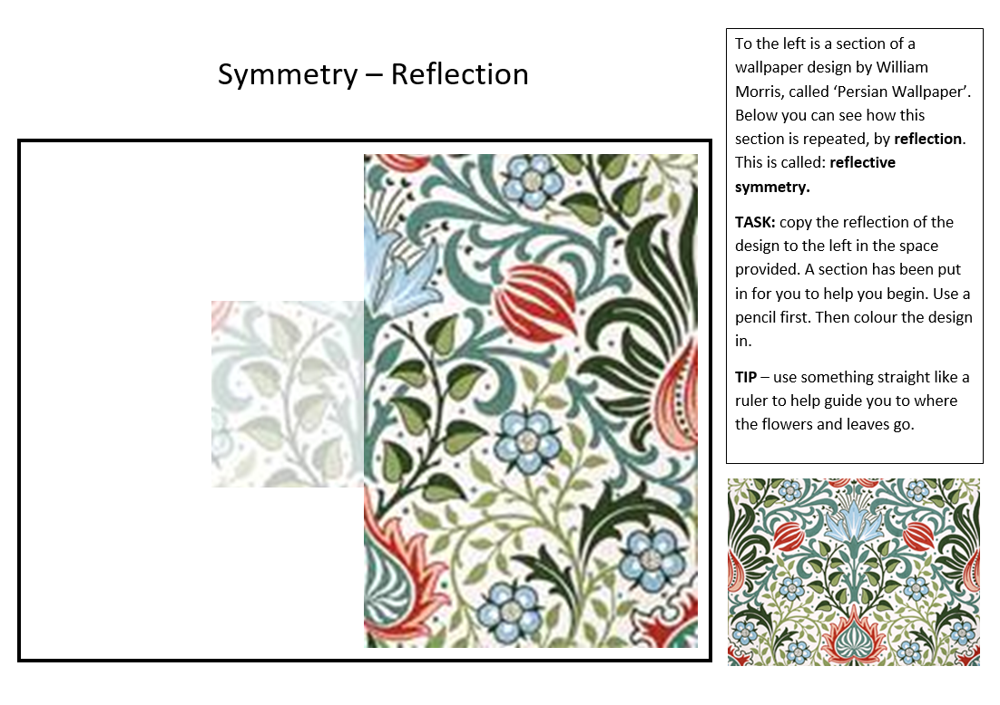 Symmetry – Reflection
To the left is a section of a
wallpaper design by William
Morris, called ‘Persian Wallpaper’.
Below you can see how this
section is repeated, by reflection.
This is called: reflective
symmetry.
TASK: copy the reflection of the
design to the left in the space
provided. A section has been put
in for you to help you begin. Use a
pencil first. Then colour the design
in.
TIP – use something straight like a
ruler to help guide you to where
the flowers and leaves go.